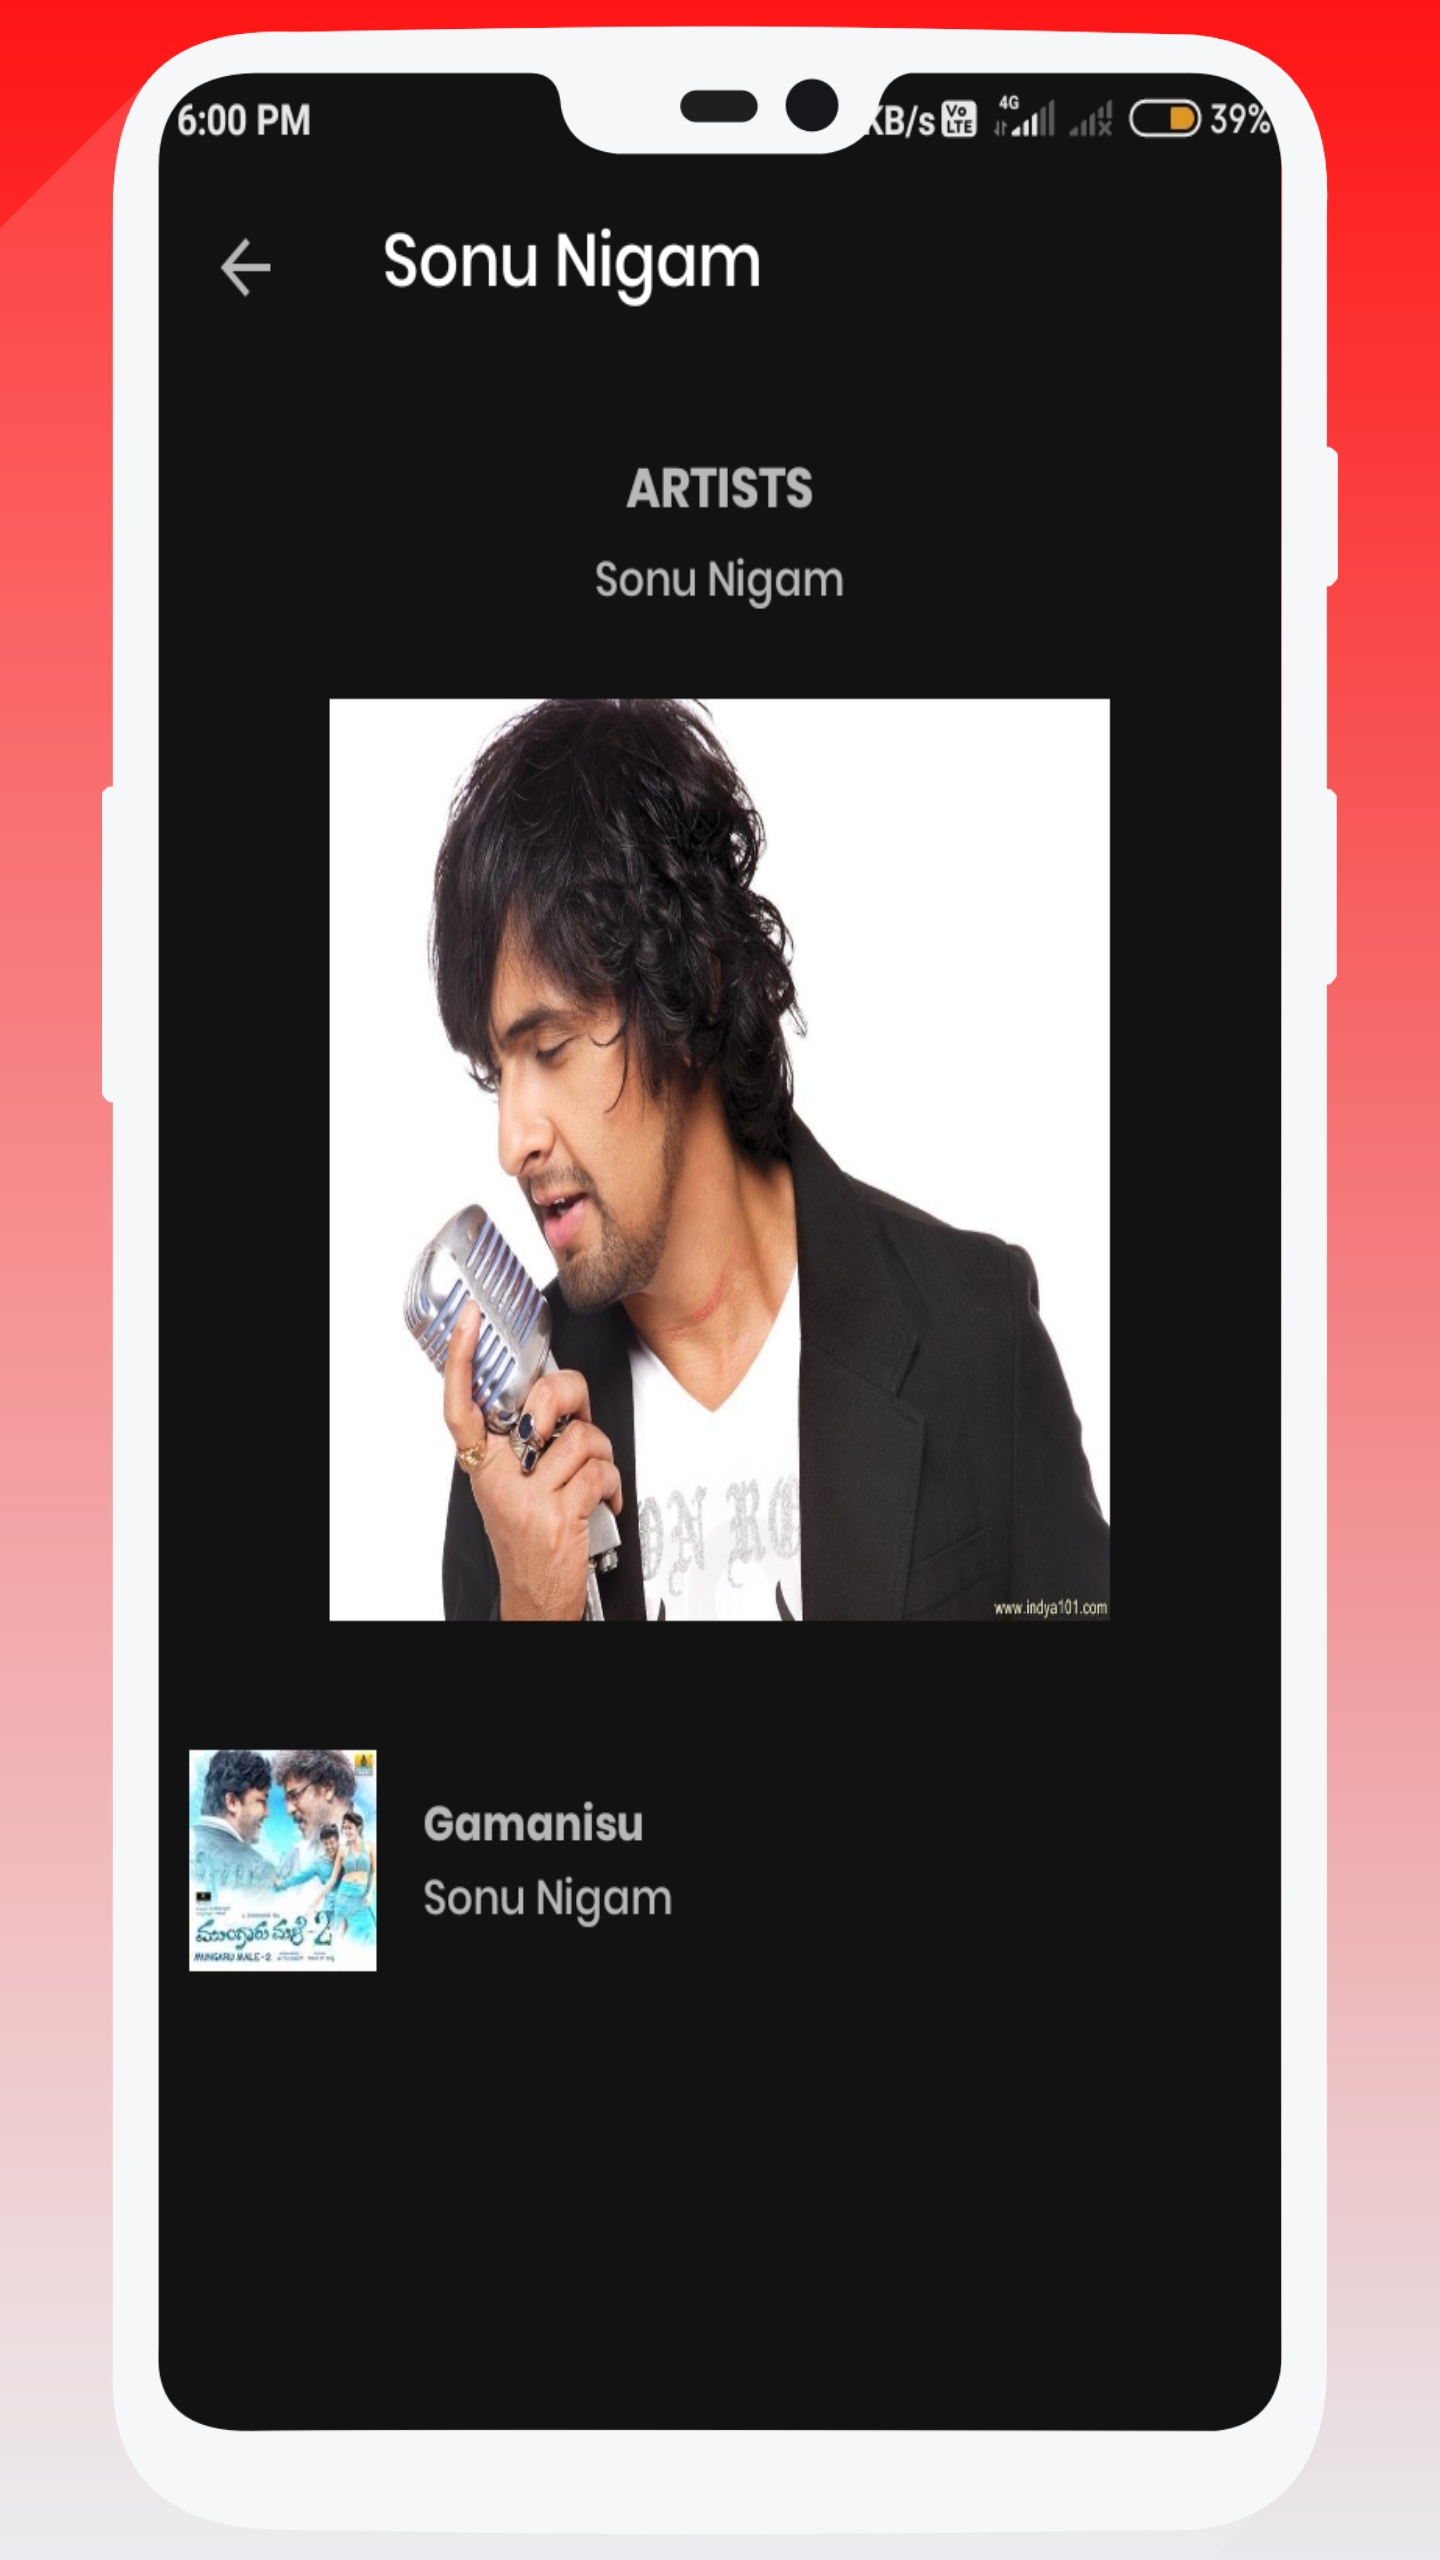 6:00 PM
KB/s Vo LTE 4G 39%
Sonu Nigam
ARTISTS
Sonu Nigam
ON RO
www.indya101.com
Gamanisu
Sonu Nigam
ಮುಂಗಾರು ಮಳೆ-2
MUNGARU MALE-2